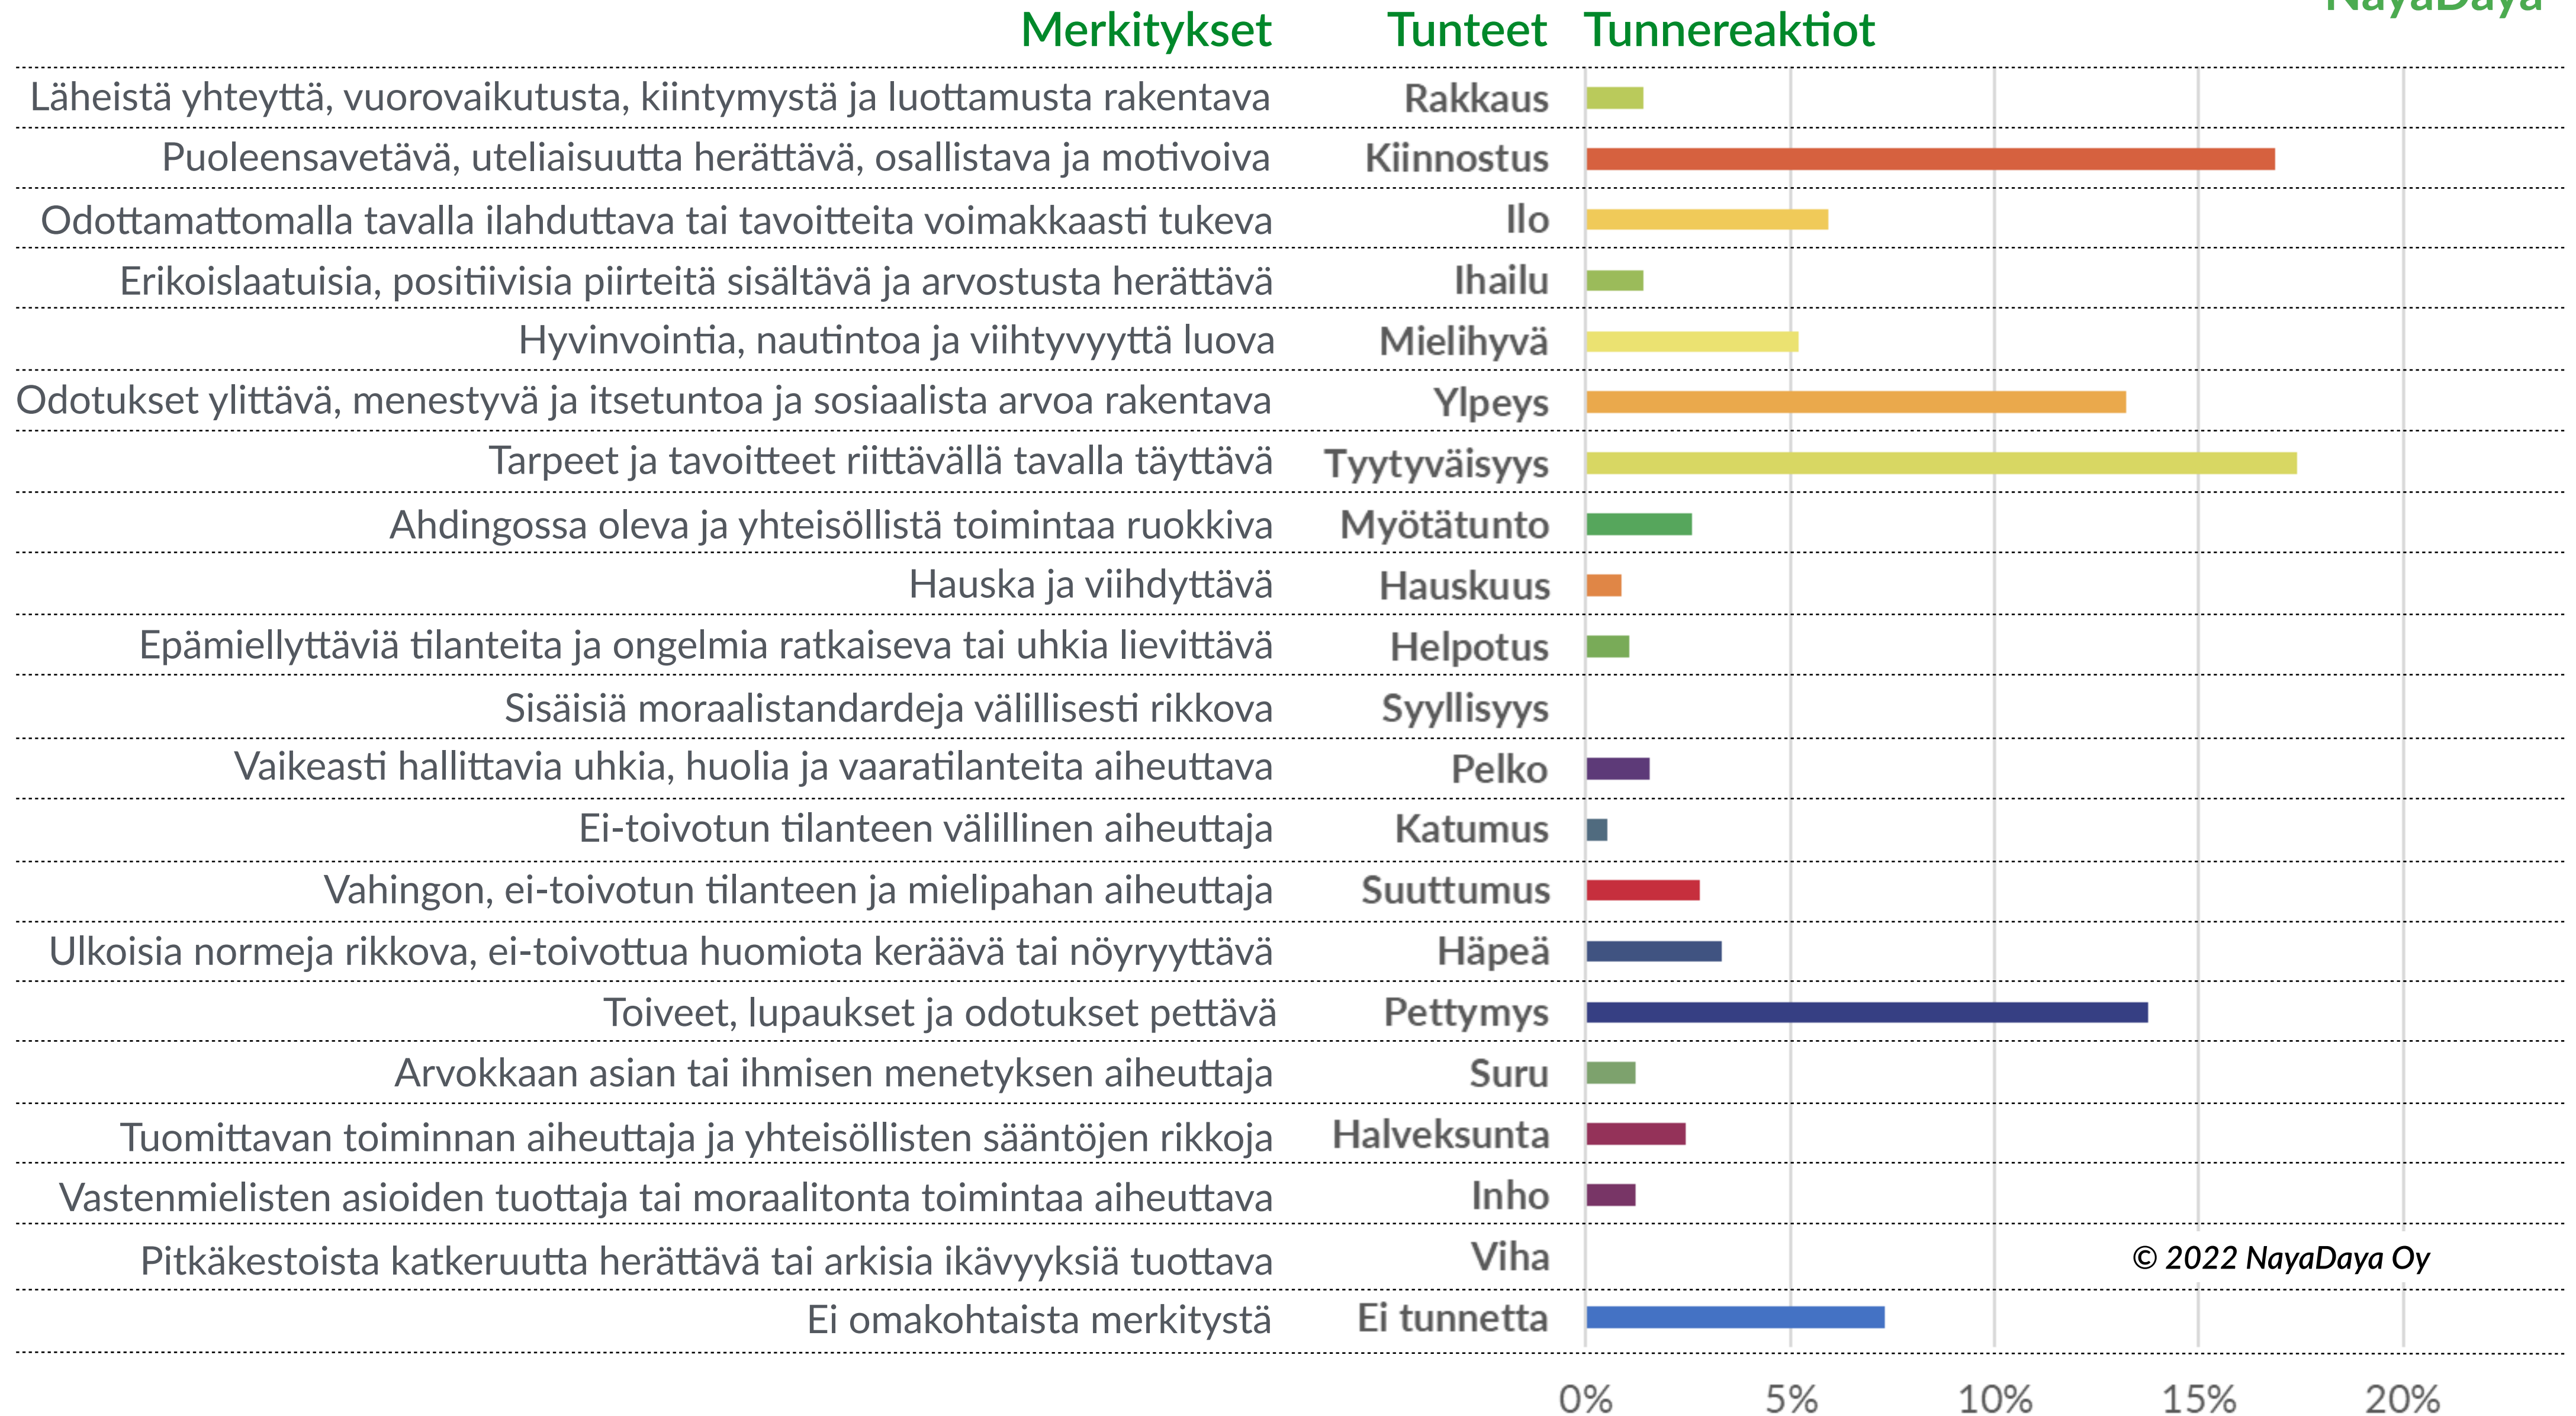 NayaDaya
Merkitykset Tunteet Tunnereaktiot
Läheistä yhteyttä, vuorovaikutusta, kiintymystä ja luottamusta rakentava Rakkaus
Puoleensavetävä, uteliaisuutta herättävä, osallistava ja motivoiva Kiinnostus
Odottamattomalla tavalla ilahduttava tai tavoitteita voimakkaasti tukeva Ilo
Erikoislaatuisia, positiivisia piirteitä sisältävä ja arvostusta herättävä Ihailu
Hyvinvointia, nautintoa ja viihtyvyyttä luova Mielihyvä
Odotukset ylittävä, menestyvä ja itsetuntoa ja sosiaalista arvoa rakentava Ylpeys
Tarpeet ja tavoitteet riittävällä tavalla täyttävä Tyytyväisyys
Ahdingossa oleva ja yhteisöllistä toimintaa ruokkiva Myötätunto
Hauska ja viihdyttävä Hauskuus
Epämiellyttäviä tilanteita ja ongelmia ratkaiseva tai uhkia lievittävä Helpotus
Sisäisiä moraalistandardeja välillisesti rikkova Syyllisyys
Vaikeasti hallittavia uhkia, huolia ja vaaratilanteita aiheuttava Pelko
Ei-toivotun tilanteen välillinen aiheuttaja Katumus
Vahingon, ei-toivotun tilanteen ja mielipahan aiheuttaja Suuttumus
Ulkoisia normeja rikkova, ei-toivottua huomiota keräävä tai nöyryyttävä Häpeä
Toiveet, lupaukset ja odotukset pettävä Pettymys
Arvokkaan asian tai ihmisen menetyksen aiheuttaja Suru
Tuomittavan toiminnan aiheuttaja ja yhteisöllisten sääntöjen rikkoja Halveksunta
Vastenmielisten asioiden tuottaja tai moraalitonta toimintaa aiheuttava Inho
Pitkäkestoista katkeruutta herättävä tai arkisia ikävyyksiä tuottava Viha © 2022 NayaDaya Oy
Ei omakohtaista merkitystä Ei tunnetta
0% 5% 10% 15% 20%